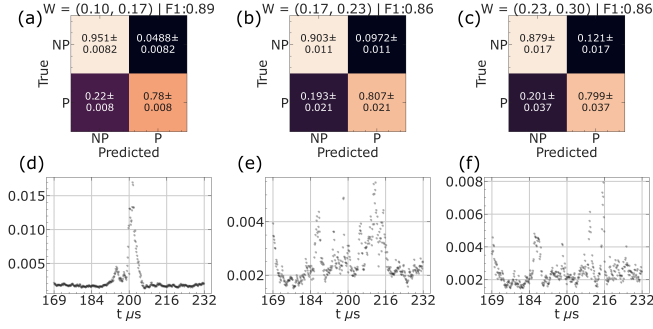 (a) W = (0.10, 0.17) | F1:0.89
(b) W = (0.17, 0.23) | F1:0.86
(c) W = (0.23, 0.30) | F1:0.86
True
NP
P
0.951±
0.0082
0.0488±
0.0082
0.22±
0.008
0.78±
0.008
NP
P
Predicted
True
NP
P
0.903±
0.011
0.0972±
0.011
0.193±
0.021
0.807±
0.021
NP
P
Predicted
True
NP
P
0.879±
0.017
0.121±
0.017
0.201±
0.037
0.799±
0.037
NP
P
Predicted
(d)
0.015
0.010
0.005
169 184 200 216 232
t μs
(e)
0.004
0.002
169 184 200 216 232
t μs
(f)
0.008
0.006
0.004
0.002
169 184 200 216 232
t μs